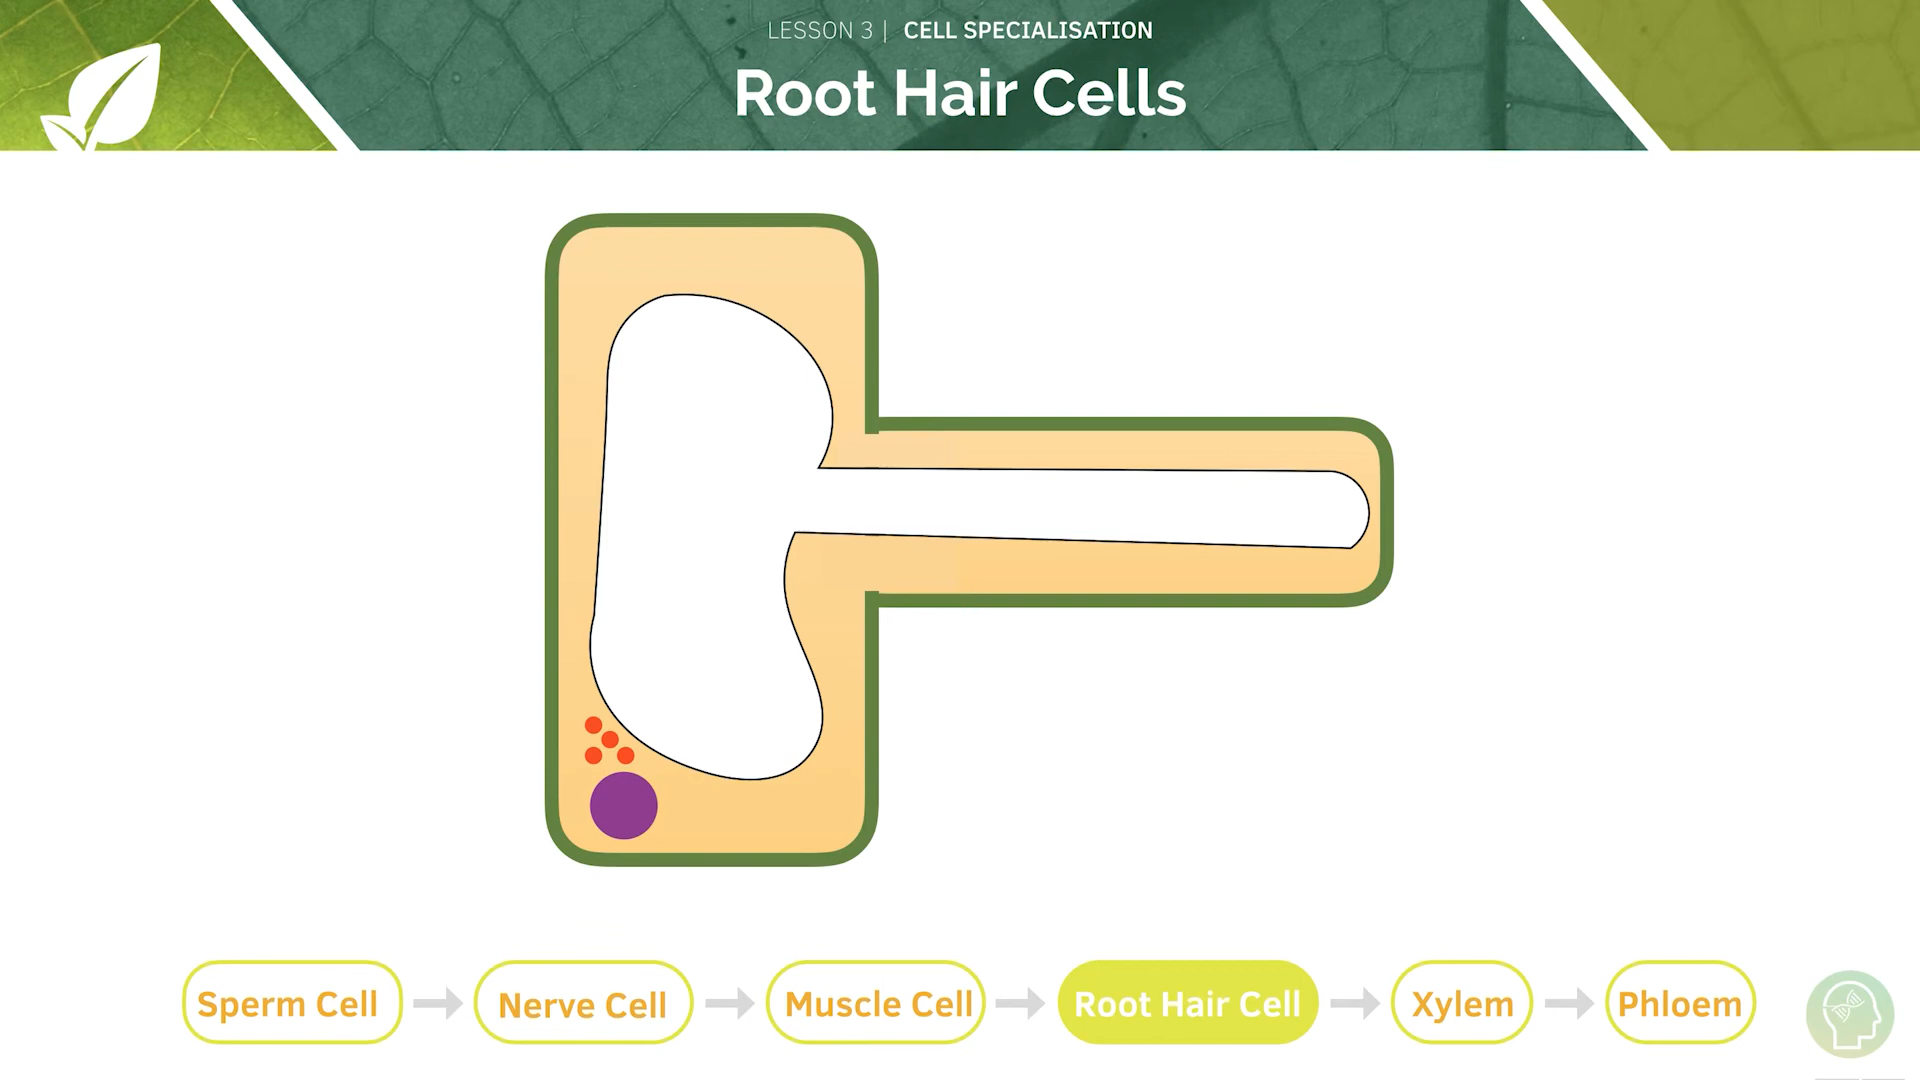 LESSON 3 | CELL SPECIALISATION
Root Hair Cells
Sperm Cell
Nerve Cell
Muscle Cell
Root Hair Cell
Xylem
Phloem